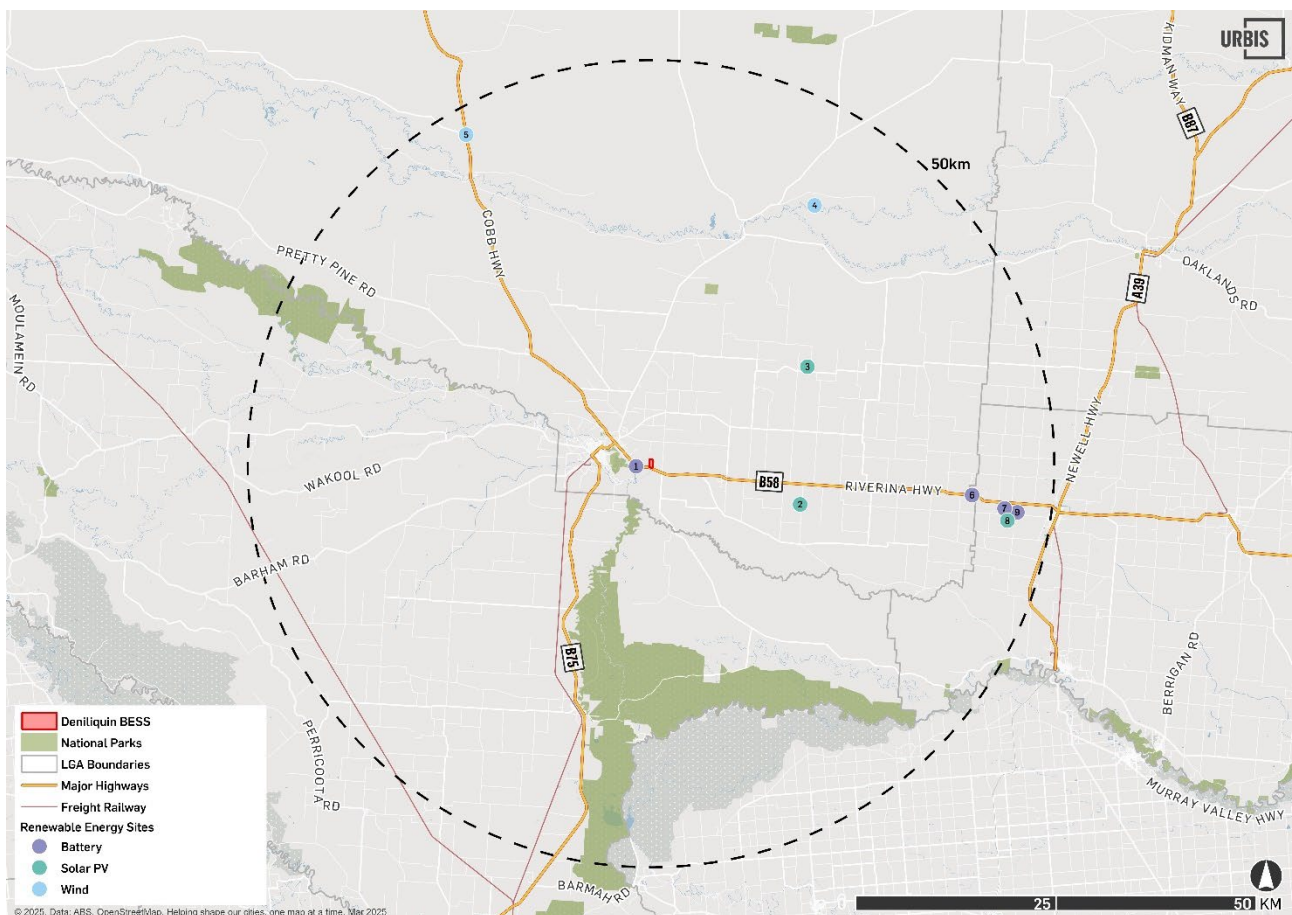 URBIS
KIDMAN WAY
B87
50km
5
4
COBB HWY
PRETTY PINE RD
OAKLANDS RD
A39
MOULAMEIN RD
3
NEWELL HWY
WAKOOL RD
1
B58
RIVERINA HWY
6
2
7
9
8
BARHAM RD
B75
BERRIGAN RD
PERRICOOTA RD
MURRAY VALLEY HWY
BARMAH RD
Deniliquin BESS
National Parks
LGA Boundaries
Major Highways
Freight Railway
Renewable Energy Sites
Battery
Solar PV
Wind
0
25
50 KM
© 2025. Data: ABS, OpenStreetMap, Helping shape our cities, one map at a time, Mar 2025